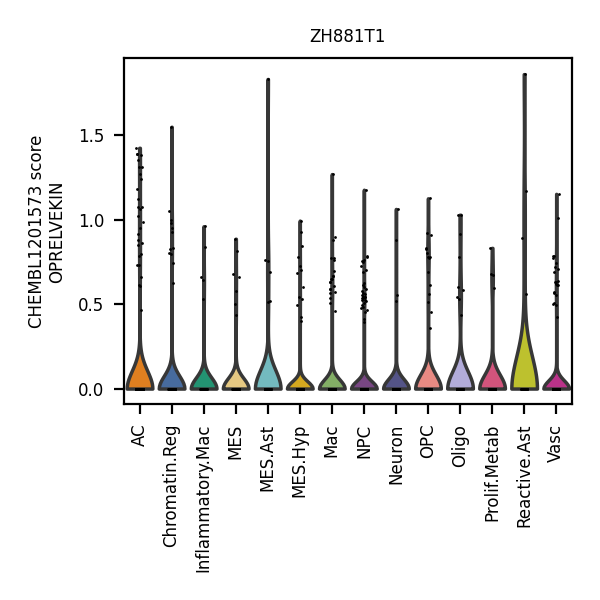 ZH881T1
CHEMBL1201573 score
OPRELVEKIN
1.5
1.0
0.5
0.0
AC
Chromatin.Reg
Inflammatory.Mac
MES
MES.Ast
MES.Hyp
Mac
NPC
Neuron
OPC
Oligo
Prolif.Metab
Reactive.Ast
Vasc